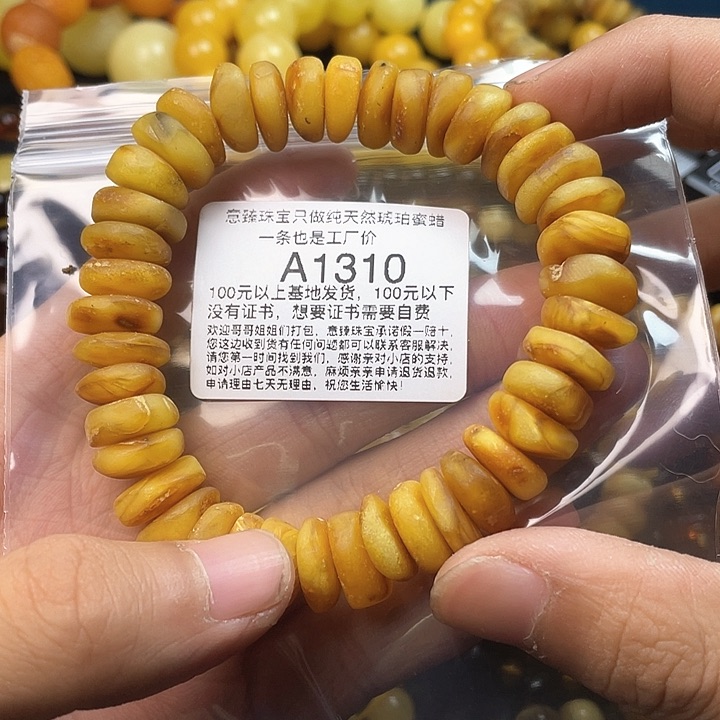 意臻珠宝只做纯天然琥珀蜜蜡
一条也是工厂价
A1310
100元以上基地发货，100元以下
没有证书，想要证书需要自费
欢迎哥哥姐姐们打包，意臻珠宝承诺假一赔十，
您这边收到货有任何问题都可以联系客服解决，
请您第一时间找到我们，感谢亲对小店的支持，
如对小店产品不满意，麻烦亲亲申请退货退款，
申请理由七天无理由，祝您生活愉快！